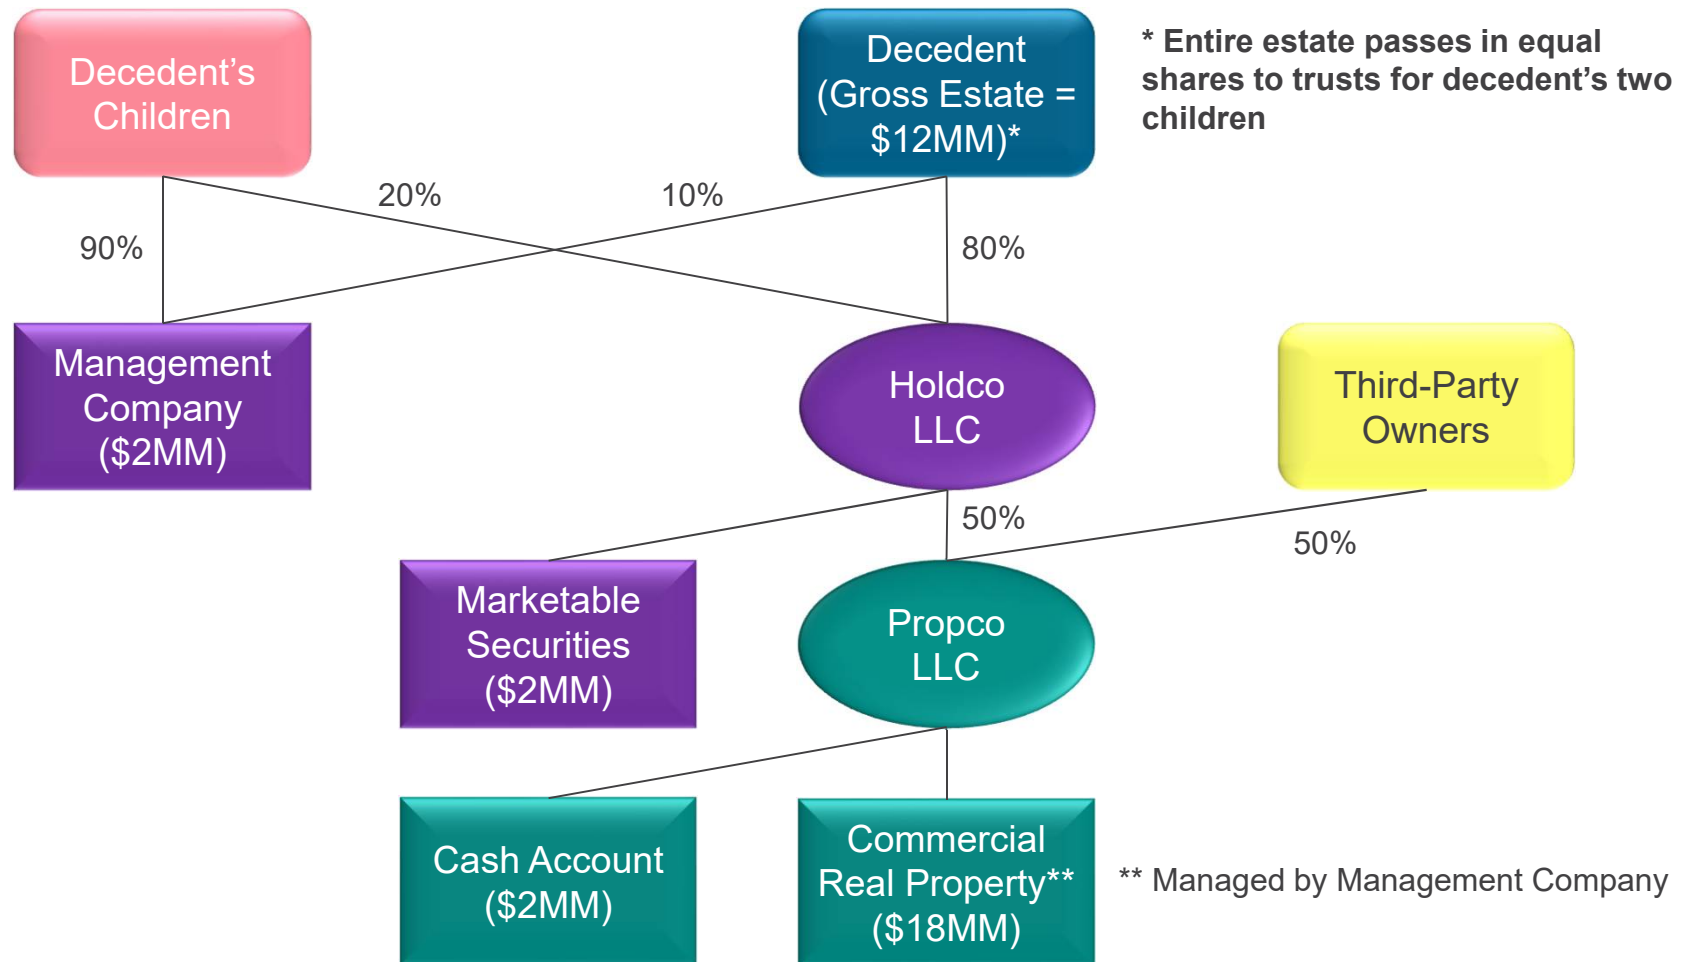 Decedent's
Children
Decedent
(Gross Estate =
$12MM)*
* Entire estate passes in equal
shares to trusts for decedent's two
children
20%
10%
90%
80%
Management
Company
($2MM)
Holdco
LLC
Third-Party
Owners
50%
50%
Marketable
Securities
($2MM)
Propco
LLC
Cash Account
($2MM)
Commercial
Real Property**
($18MM)
** Managed by Management Company